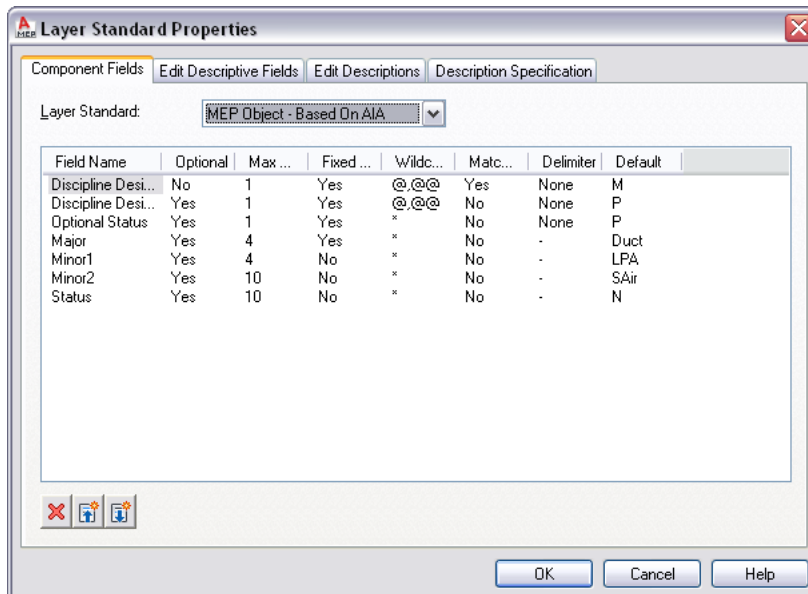 A MEP Layer Standard Properties
Component Fields Edit Descriptive Fields Edit Descriptions Description Specification
Layer Standard: MEP Object - Based On AIA
Field Name Optional Max ... Fixed ... Wildc... Matc... Delimiter Default
Discipline Desi... No 1 Yes @,@@ Yes None M
Discipline Desi... Yes 1 Yes @,@@ No None P
Optional Status Yes 1 Yes * No None P
Major Yes 4 Yes * No - Duct
Minor1 Yes 4 No * No - LPA
Minor2 Yes 10 No * No - SAir
Status Yes 10 No * No - N
OK Cancel Help